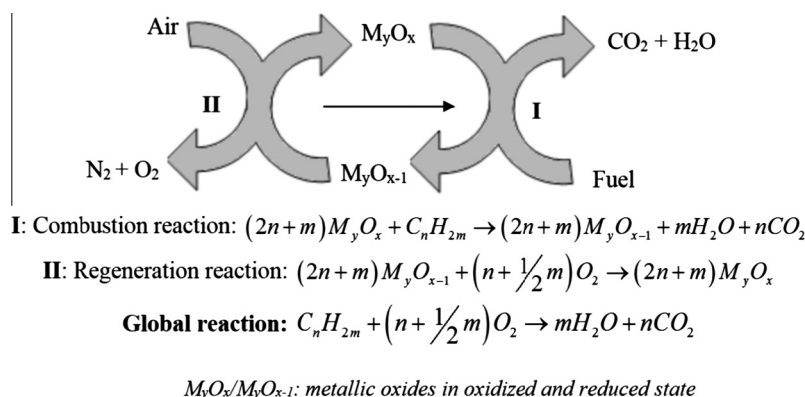 Air MyOx CO2 + H2O
II I
N2 + O2 MyOx-1 Fuel
I: Combustion reaction: (2n+m)MyOx + CnH2m → (2n+m)MyOx−1 + mH2O + nCO2
II: Regeneration reaction: (2n+m)MyOx−1 + (n+1/2m)O2 → (2n+m)MyOx
Global reaction: CnH2m + (n+1/2m)O2 → mH2O + nCO2
MyOx/MyOx-1: metallic oxides in oxidized and reduced state